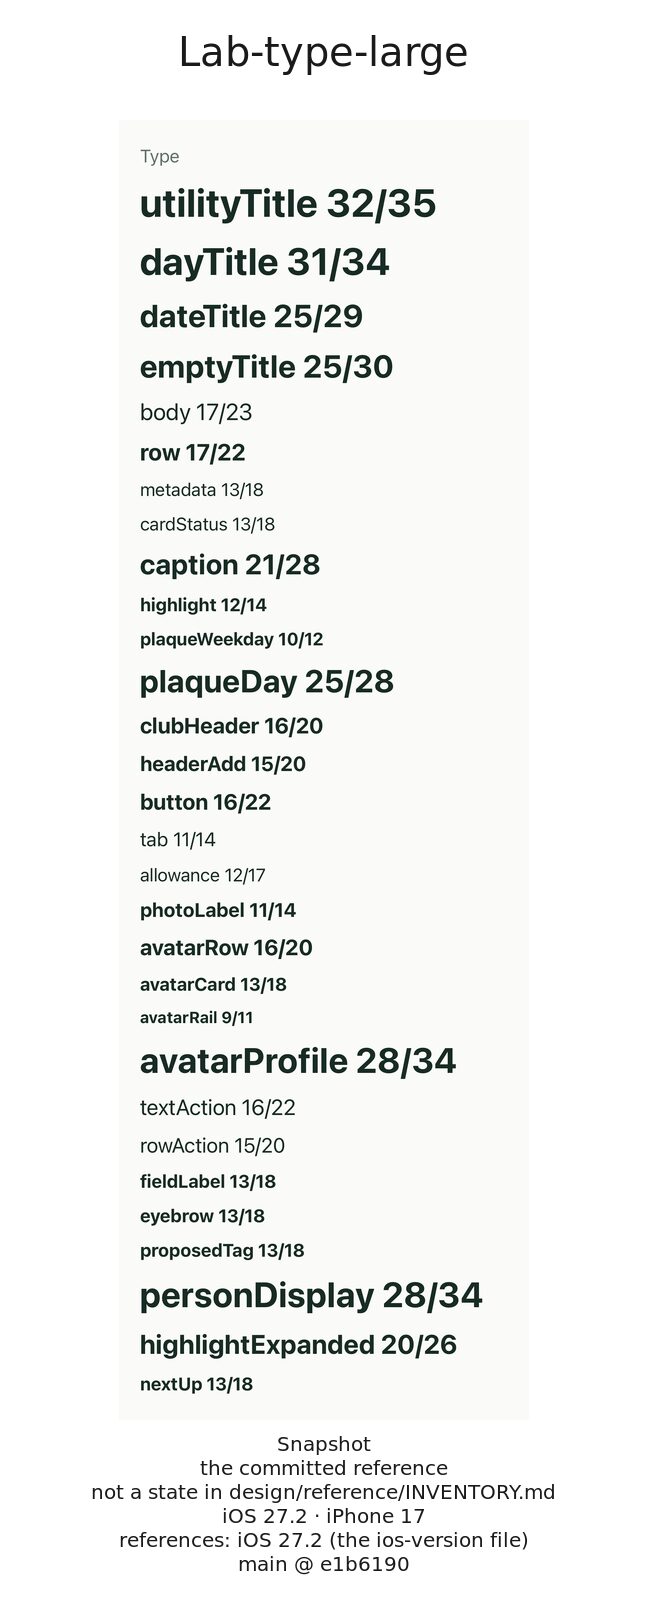 Lab-type-large
Type
utilityTitle 32/35
dayTitle 31/34
dateTitle 25/29
emptyTitle 25/30
body 17/23
row 17/22
metadata 13/18
cardStatus 13/18
caption 21/28
highlight 12/14
plaqueWeekday 10/12
plaqueDay 25/28
clubHeader 16/20
headerAdd 15/20
button 16/22
tab 11/14
allowance 12/17
photoLabel 11/14
avatarRow 16/20
avatarCard 13/18
avatarRail 9/11
avatarProfile 28/34
textAction 16/22
rowAction 15/20
fieldLabel 13/18
eyebrow 13/18
proposedTag 13/18
personDisplay 28/34
highlightExpanded 20/26
nextUp 13/18
Snapshot
the committed reference
not a state in design/reference/INVENTORY.md
iOS 27.2 · iPhone 17
references: iOS 27.2 (the ios-version file)
main @ e1b6190